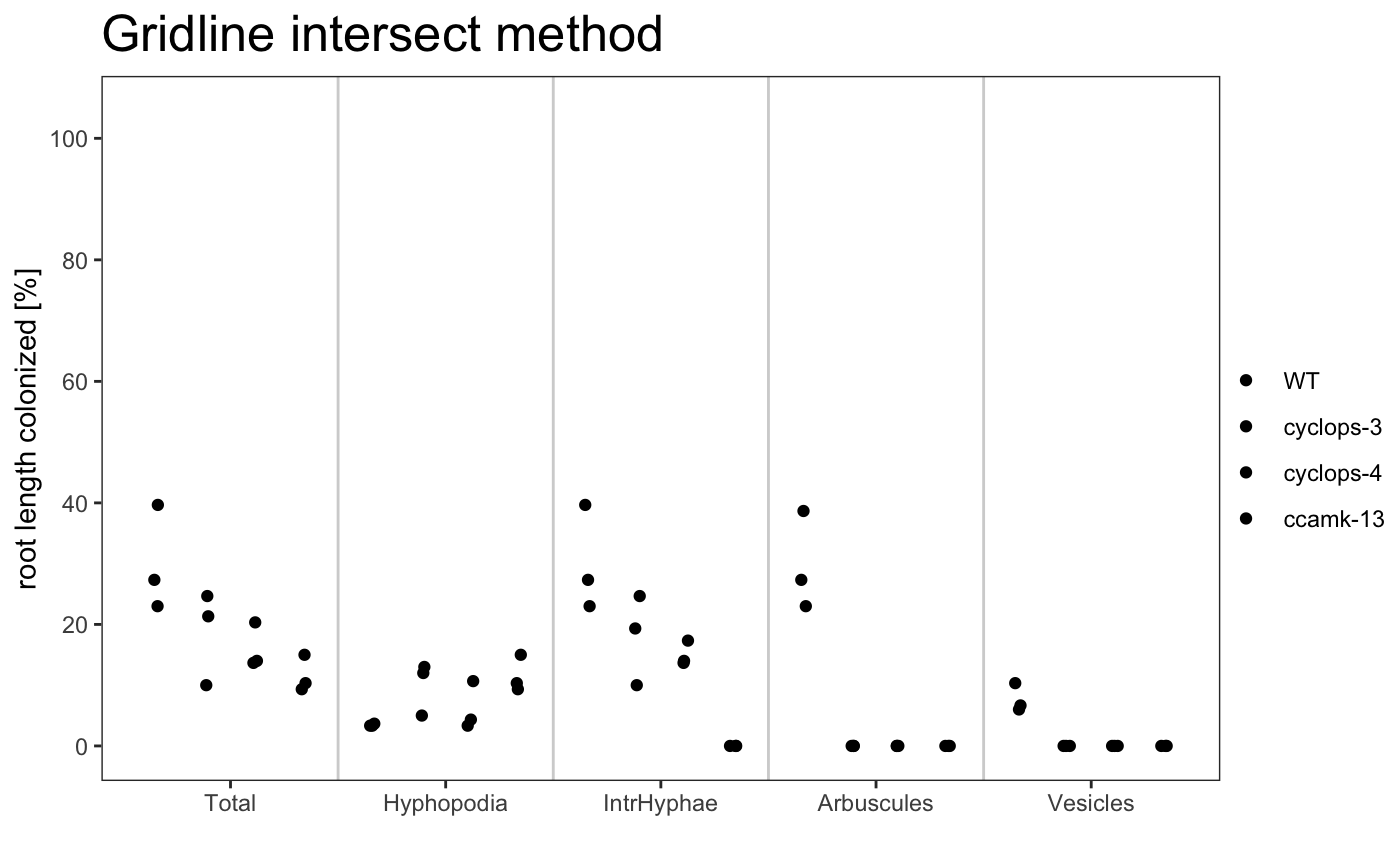 Gridline intersect method
root length colonized [%]
100
80
60
40
20
0
Total
Hyphopodia
IntrHyphae
Arbuscules
Vesicles
WT
cyclops-3
cyclops-4
ccamk-13